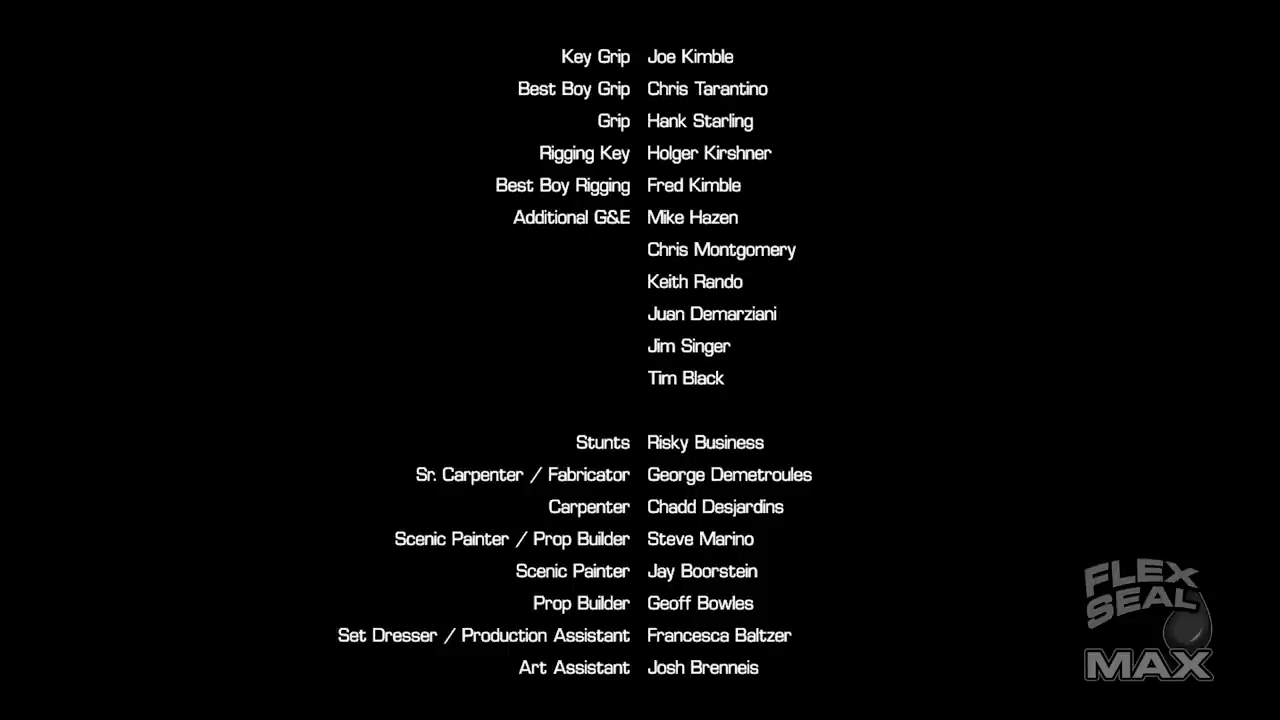 Key Grip Joe Kimble
Best Boy Grip Chris Tarantino
Grip Hank Starling
Rigging Key Holger Kirshner
Best Boy Rigging Fred Kimble
Additional G&E Mike Hazen
Chris Montgomery
Keith Rando
Juan Demarziani
Jim Singer
Tim Black
Stunts Risky Business
Sr. Carpenter / Fabricator George Demetroules
Carpenter Chadd Desjardins
Scenic Painter / Prop Builder Steve Marino
Scenic Painter Jay Boorstein
Prop Builder Geoff Bowles
Set Dresser / Production Assistant Francesca Baltzer
Art Assistant Josh Brenneis
FLEX
SEAL
MAX